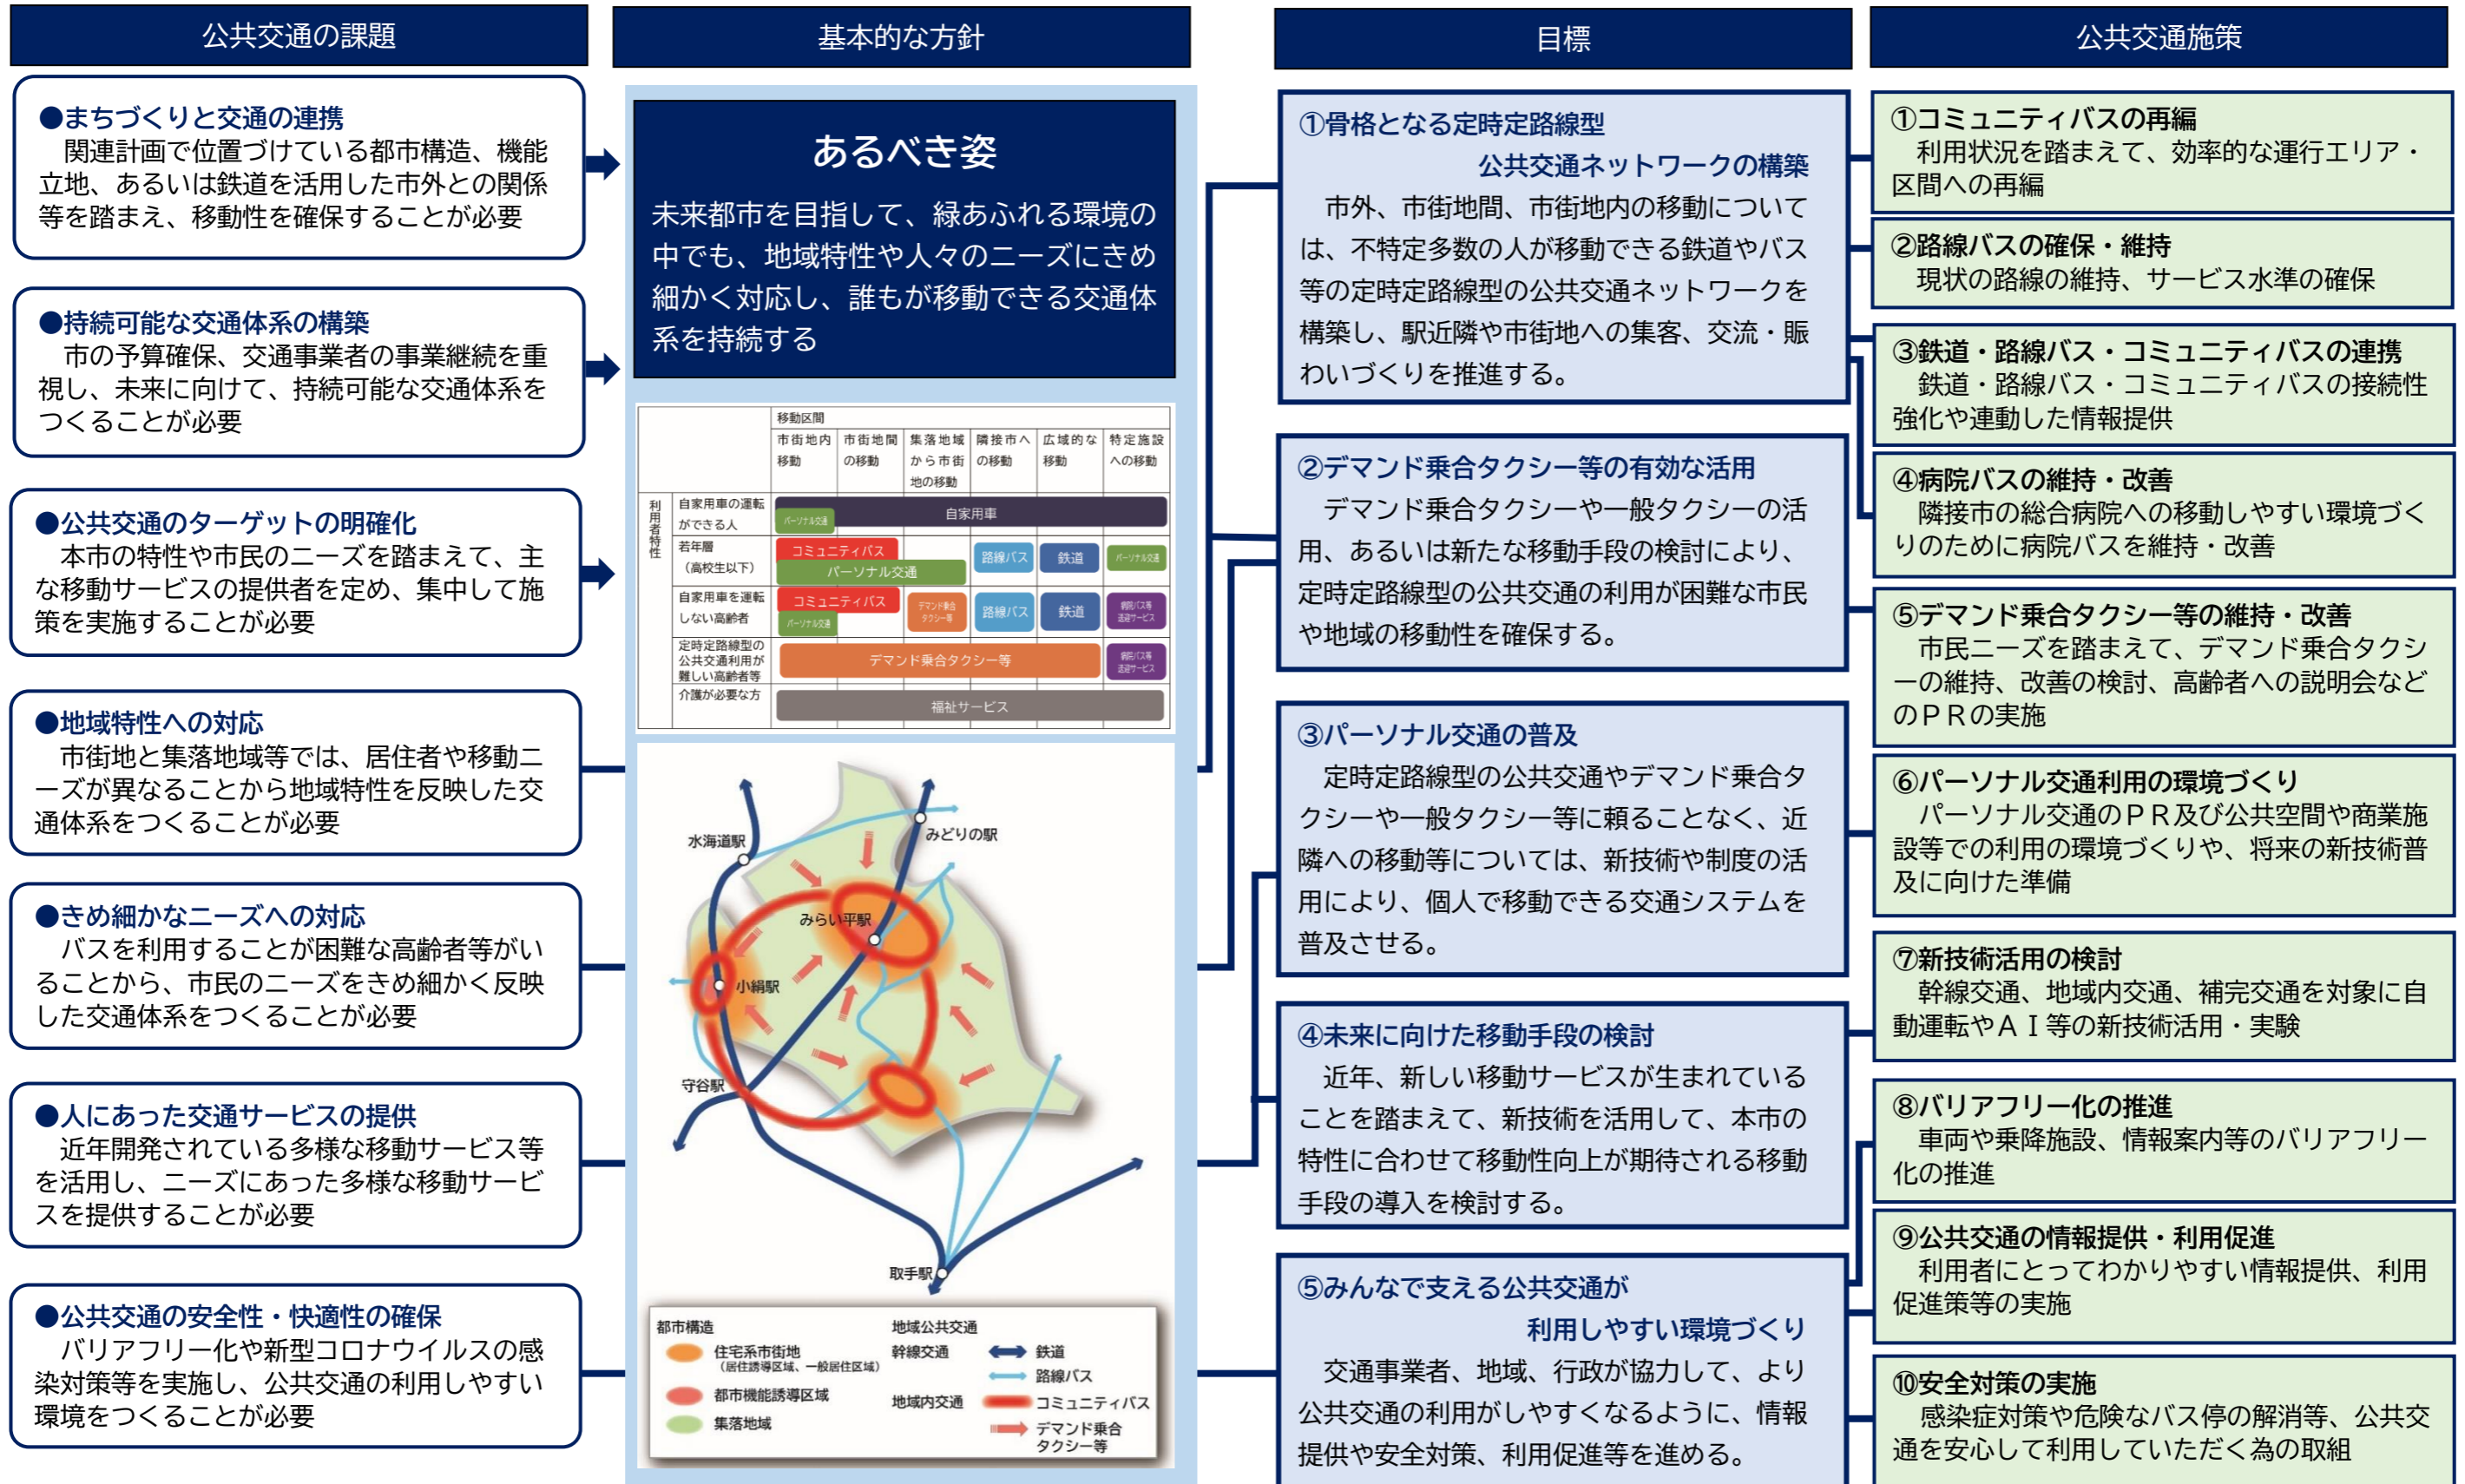 公共交通の課題
●まちづくりと交通の連携
関連計画で位置づけている都市構造、機能
立地、あるいは鉄道を活用した市外との関係
等を踏まえ、移動性を確保することが必要
●持続可能な交通体系の構築
市の予算確保、交通事業者の事業継続を重
視し、未来に向けて、持続可能な交通体系を
つくることが必要
●公共交通のターゲットの明確化
本市の特性や市民のニーズを踏まえて、主
な移動サービスの提供者を定め、集中して施
策を実施することが必要
●地域特性への対応
市街地と集落地域等では、居住者や移動ニ
ーズが異なることから地域特性を反映した交
通体系をつくることが必要
●きめ細かなニーズへの対応
バスを利用することが困難な高齢者等がい
ることから、市民のニーズをきめ細かく反映
した交通体系をつくることが必要
●人にあった交通サービスの提供
近年開発されている多様な移動サービス等
を活用し、ニーズにあった多様な移動サービ
スを提供することが必要
●公共交通の安全性・快適性の確保
バリアフリー化や新型コロナウイルスの感
染対策等を実施し、公共交通の利用しやすい
環境をつくることが必要
基本的な方針
あるべき姿
未来都市を目指して、緑あふれる環境の
中でも、地域特性や人々のニーズにきめ
細かく対応し、誰もが移動できる交通体
系を持続する
移動区間
市街地内
移動
市街地間
の移動
集落地域
から市街
地の移動
隣接市へ
の移動
広域的な
移動
特定施設
への移動
利用者特性
自家用車の運転
ができる人
自家用車
パーソナル交通
若年層
(高校生以下)
コミュニティバス
パーソナル交通
路線バス
鉄道
パーソナル交通
自家用車を運転
しない高齢者
コミュニティバス
パーソナル交通
デマンド乗合
タクシー等
路線バス
鉄道
病院バス等
送迎サービス
定時定路線型の
公共交通利用が
難しい高齢者等
デマンド乗合タクシー等
病院バス等
送迎サービス
介護が必要な方
福祉サービス
水海道駅
みどりの駅
みらい平駅
小絹駅
守谷駅
取手駅
都市構造
住宅系市街地
(居住誘導区域、一般居住区域)
都市機能誘導区域
集落地域
地域公共交通
幹線交通
鉄道
路線バス
地域内交通
コミュニティバス
デマンド乗合
タクシー等
目標
①骨格となる定時定路線型
公共交通ネットワークの構築
市外、市街地間、市街地内の移動について
は、不特定多数の人が移動できる鉄道やバス
等の定時定路線型の公共交通ネットワークを
構築し、駅近隣や市街地への集客、交流・賑
わいづくりを推進する。
②デマンド乗合タクシー等の有効な活用
デマンド乗合タクシーや一般タクシーの活
用、あるいは新たな移動手段の検討により、
定時定路線型の公共交通の利用が困難な市民
や地域の移動性を確保する。
③パーソナル交通の普及
定時定路線型の公共交通やデマンド乗合タ
クシーや一般タクシー等に頼ることなく、近
隣への移動等については、新技術や制度の活
用により、個人で移動できる交通システムを
普及させる。
④未来に向けた移動手段の検討
近年、新しい移動サービスが生まれている
ことを踏まえて、新技術を活用して、本市の
特性に合わせて移動性向上が期待される移動
手段の導入を検討する。
⑤みんなで支える公共交通が
利用しやすい環境づくり
交通事業者、地域、行政が協力して、より
公共交通の利用がしやすくなるように、情報
提供や安全対策、利用促進等を進める。
公共交通施策
①コミュニティバスの再編
利用状況を踏まえて、効率的な運行エリア・
区間への再編
②路線バスの確保・維持
現状の路線の維持、サービス水準の確保
③鉄道・路線バス・コミュニティバスの連携
鉄道・路線バス・コミュニティバスの接続性
強化や連動した情報提供
④病院バスの維持・改善
隣接市の総合病院への移動しやすい環境づく
りのために病院バスを維持・改善
⑤デマンド乗合タクシー等の維持・改善
市民ニーズを踏まえて、デマンド乗合タクシ
ーの維持、改善の検討、高齢者への説明会など
のPRの実施
⑥パーソナル交通利用の環境づくり
パーソナル交通のPR及び公共空間や商業施
設等での利用の環境づくりや、将来の新技術普
及に向けた準備
⑦新技術活用の検討
幹線交通、地域内交通、補完交通を対象に自
動運転やAI等の新技術活用・実験
⑧バリアフリー化の推進
車両や乗降施設、情報案内等のバリアフリー
化の推進
⑨公共交通の情報提供・利用促進
利用者にとってわかりやすい情報提供、利用
促進策等の実施
⑩安全対策の実施
感染症対策や危険なバス停の解消等、公共交
通を安心して利用していただく為の取組